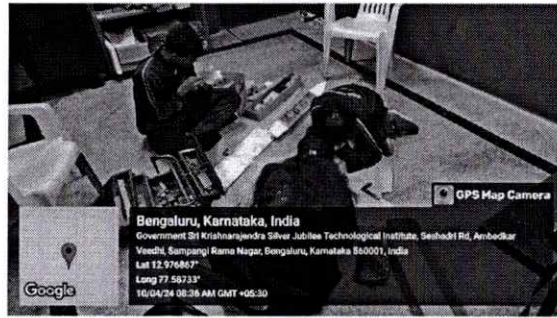 GPS Map Camera
Bengaluru, Karnataka, India
Government Sri Krishnarajendra Silver Jubilee Technological Institute, Seshadri Rd, Ambedkar
Veedhi, Sampangi Rama Nagar, Bengaluru, Karnataka 560001, India
Lat 12.976867°
Long 77.58733°
10/04/24 08:36 AM GMT +05:30
Google